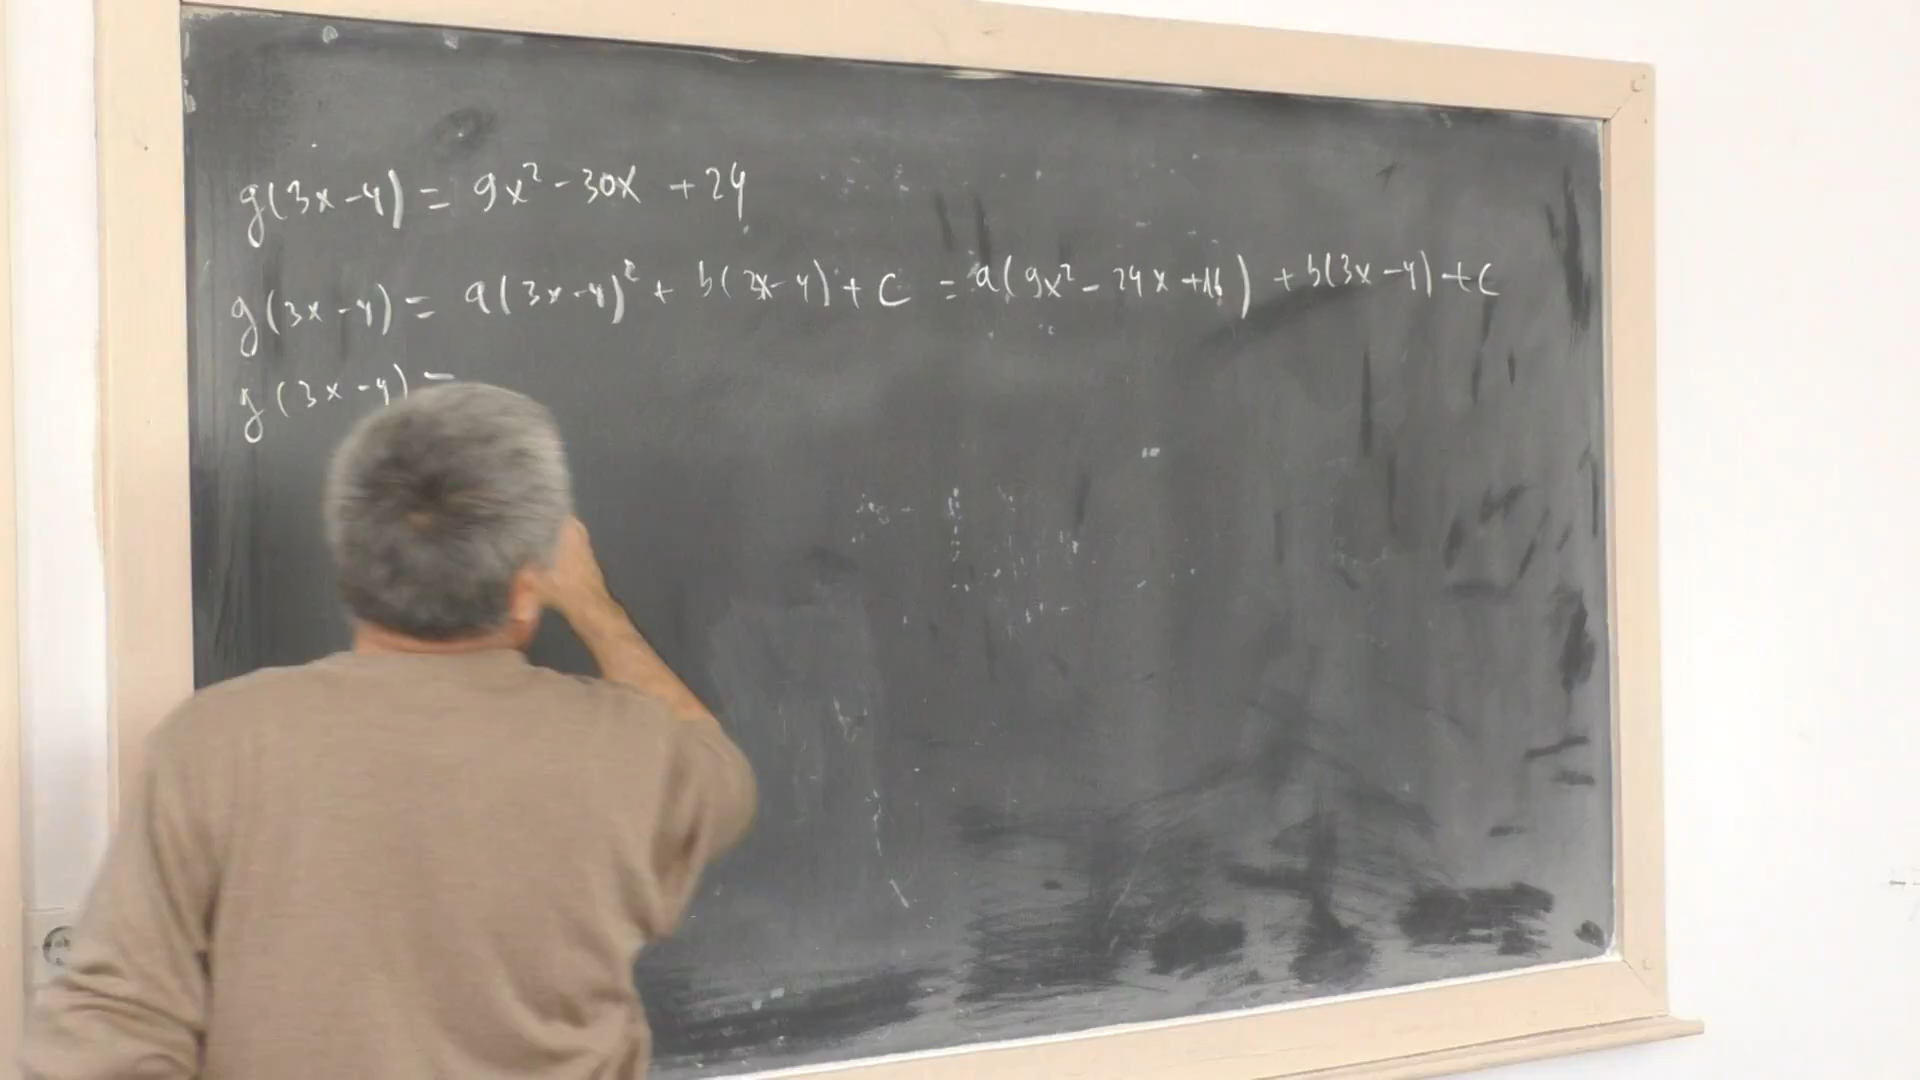 g(3x-4) = 9x² - 30x + 24
g(3x-4) = a(3x-4)² + b(3x-4) + c = a(9x² - 24x + 16) + b(3x-4) + c
g(3x-4) =